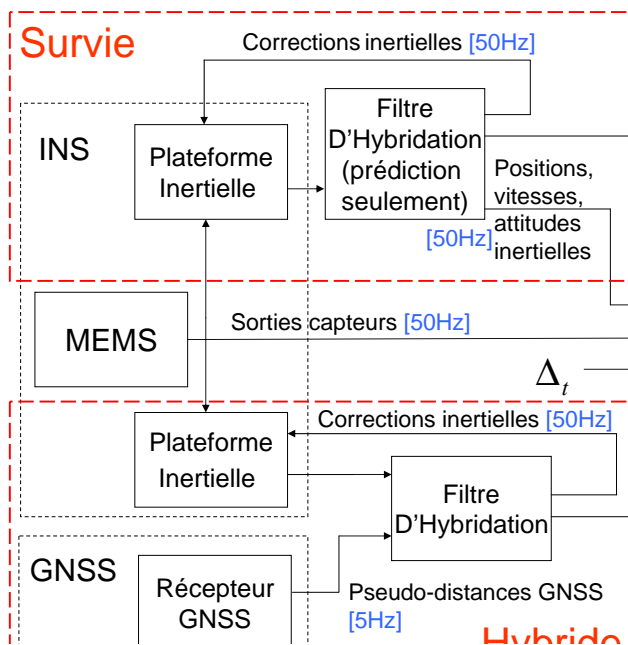 Survie
Corrections inertielles [50Hz]
INS
Plateforme
Inertielle
Filtre
D'Hybridation
(prédiction
seulement)
[50Hz]
Positions,
vitesses,
attitudes
inertielles
MEMS
Sorties capteurs [50Hz]
Δt
Corrections inertielles [50Hz]
Plateforme
Inertielle
Filtre
D'Hybridation
GNSS
Récepteur
GNSS
Pseudo-distances GNSS
[5Hz]
Hybride